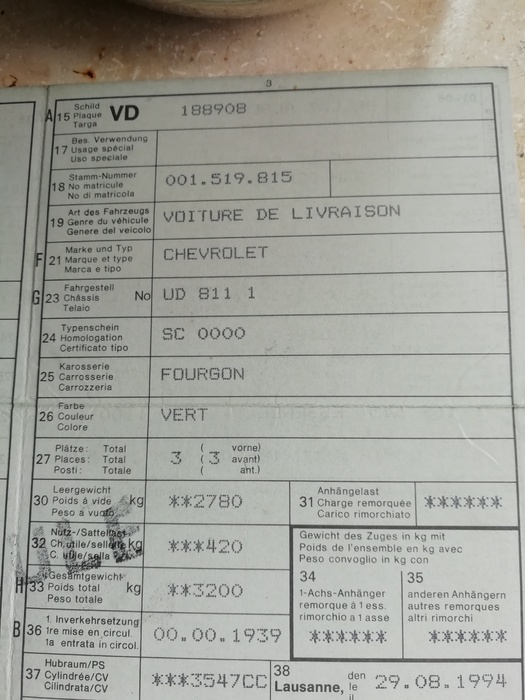 3
A 15 Schild
Plaque
Targa
VD 188908
17 Bes. Verwendung
Usage spécial
Uso speciale
18 Stamm-Nummer
No matricule
No di matricola
001.519.815
19 Art des Fahrzeugs
Genre du véhicule
Genere del veicolo
VOITURE DE LIVRAISON
F 21 Marke und Typ
Marque et type
Marca e tipo
CHEVROLET
G 23 Fahrgestell
Châssis No
Telaio
UD 811 1
24 Typenschein
Homologation
Certificato tipo
SC 0000
25 Karosserie
Carrosserie
Carrozzeria
FOURGON
26 Farbe
Couleur
Colore
VERT
27 Plätze: Total
Places: Total
Posti: Totale
3 (3
( vorne)
avant)
( ant.)
30 Leergewicht
Poids à vide kg
Peso a vuoto
**2780
31 Anhängelast
Charge remorquée
Carico rimorchiato
******
32 Nutz-/Sattellast
Ch. utile/sellette kg
C. utile/sella
***420
Gewicht des Zuges in kg mit
Poids de l'ensemble en kg avec
Peso convoglio in kg con
H 33 Gesamtgewicht
Poids total kg
Peso totale
**3200
34
1-Achs-Anhänger
remorque à 1 ess.
rimorchio a 1 asse
******
35
anderen Anhängern
autres remorques
altri rimorchi
******
B 36 1. Inverkehrsetzung
1re mise en circul.
1a entrata in circol.
00.00.1939
37 Hubraum/PS
Cylindrée/CV
Cilindrata/CV
***3547CC
38
Lausanne,
den
le
il
29.08.1994